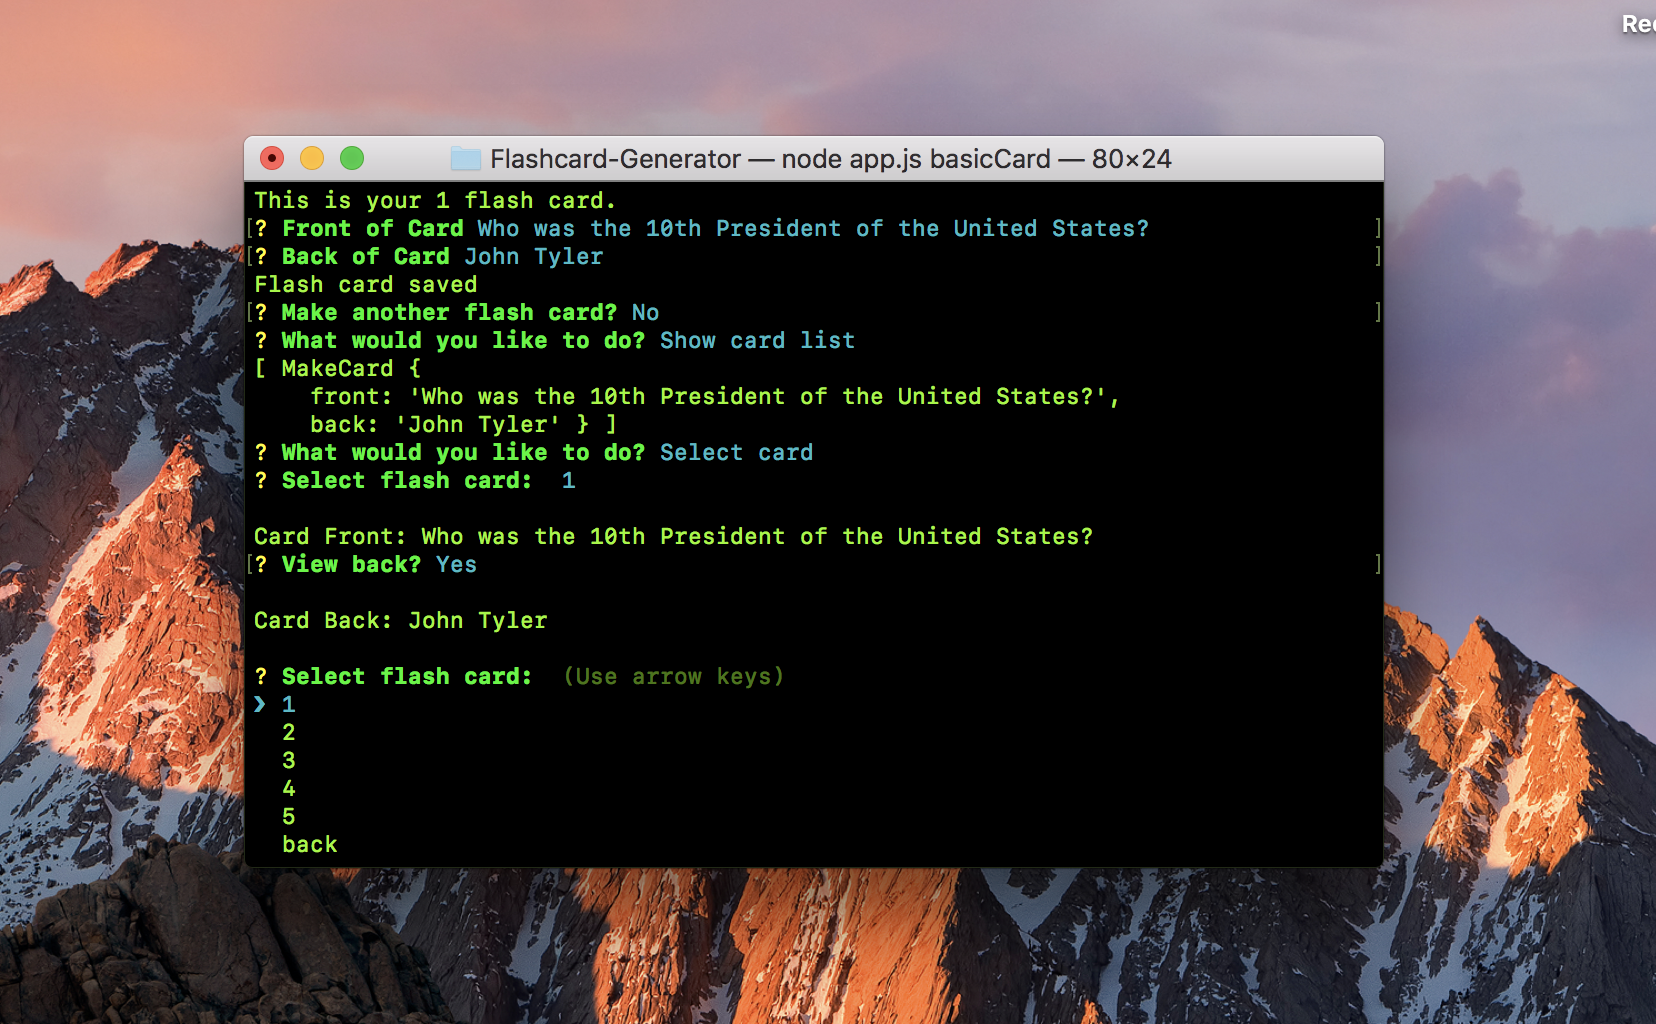 Flashcard-Generator — node app.js basicCard — 80×24
This is your 1 flash card.
[? Front of Card Who was the 10th President of the United States? ]
[? Back of Card John Tyler ]
Flash card saved
[? Make another flash card? No ]
? What would you like to do? Show card list
[ MakeCard {
front: 'Who was the 10th President of the United States?',
back: 'John Tyler' } ]
? What would you like to do? Select card
? Select flash card: 1
Card Front: Who was the 10th President of the United States?
[? View back? Yes ]
Card Back: John Tyler
? Select flash card: (Use arrow keys)
❯ 1
2
3
4
5
back